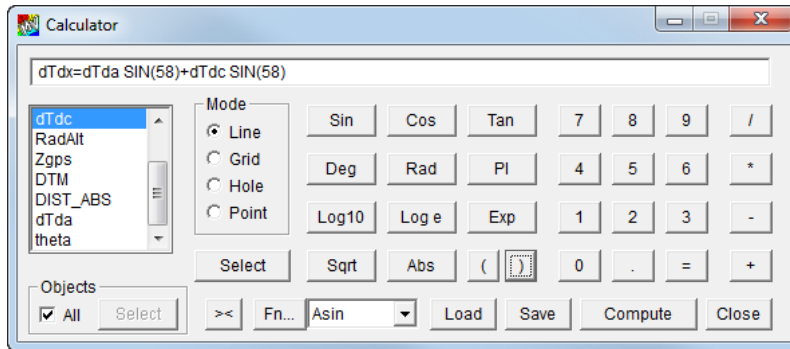 Calculator
dTdx=dTda SIN(58)+dTdc SIN(58)
dTdc
RadAlt
Zgps
DTM
DIST_ABS
dTda
theta
Mode
Line
Grid
Hole
Point
Sin Cos Tan 7 8 9 /
Deg Rad PI 4 5 6 *
Log10 Log e Exp 1 2 3 -
Select Sqrt Abs ( ) 0 . = +
Objects
All Select
>< Fn... Asin Load Save Compute Close